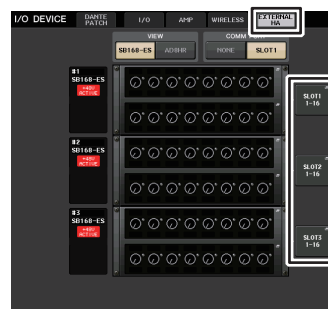 I/O DEVICE
DANTE PATCH
I/O
AMP
WIRELESS
EXTERNAL HA
VIEW
SB168-ES
AD8HR
COMM PORT
NONE
SLOT1
#1
SB168-ES
+48V
ACTIVE
SLOT1
1-16
#2
SB168-ES
+48V
ACTIVE
SLOT2
1-16
#3
SB168-ES
+48V
ACTIVE
SLOT3
1-16